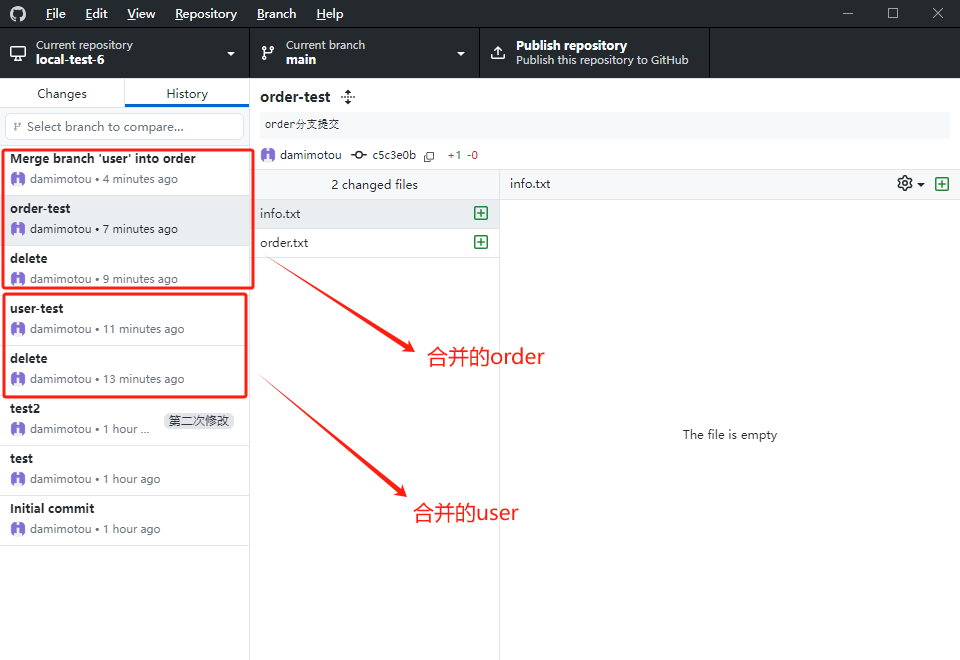 File Edit View Repository Branch Help
Current repository
local-test-6
Current branch
main
Publish repository
Publish this repository to GitHub
Changes
History
Select branch to compare...
Merge branch 'user' into order
damimotou • 4 minutes ago
order-test
damimotou • 7 minutes ago
delete
damimotou • 9 minutes ago
user-test
damimotou • 11 minutes ago
delete
damimotou • 13 minutes ago
test2
damimotou • 1 hour ...
第二次修改
test
damimotou • 1 hour ago
Initial commit
damimotou • 1 hour ago
order-test
order分支提交
damimotou c5c3e0b +1 -0
2 changed files
info.txt
order.txt
info.txt
The file is empty
合并的order
合并的user